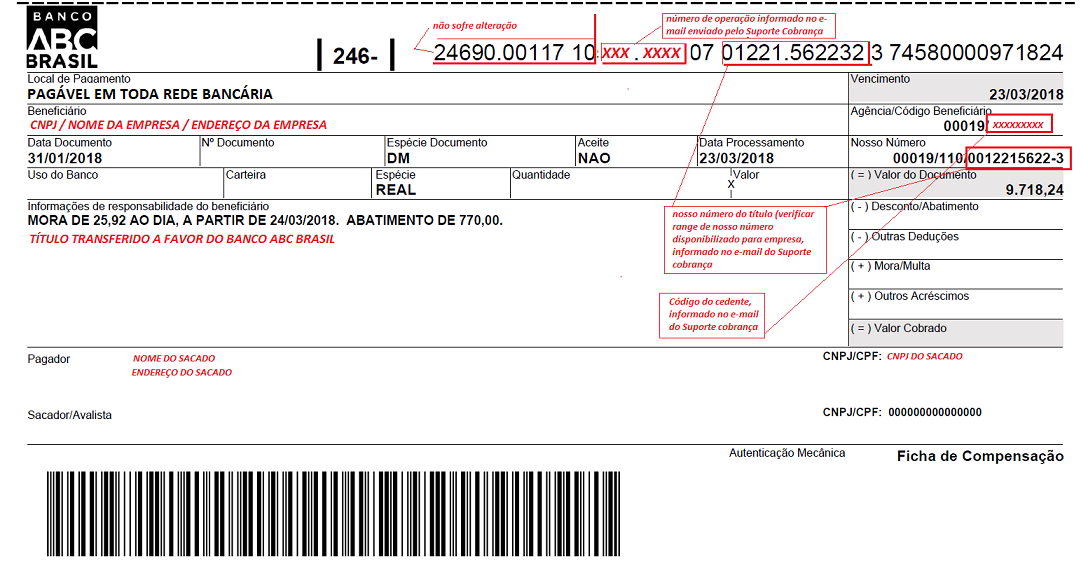 BANCO
ABC
BRASIL
não sofre alteração
número de operação informado no e-
mail enviado pelo Suporte Cobrança
246-
24690.00117 10 XXX . XXXX 07 01221.562232 3 74580000971824
Local de Pagamento
PAGÁVEL EM TODA REDE BANCÁRIA
Vencimento
23/03/2018
Beneficiário
CNPJ / NOME DA EMPRESA / ENDEREÇO DA EMPRESA
Agência/Código Beneficiário
00019/ XXXXXXXXX
Data Documento
31/01/2018
Nº Documento
Espécie Documento
DM
Aceite
NAO
Data Processamento
23/03/2018
Nosso Número
00019/110/0012215622-3
Uso do Banco
Carteira
Espécie
REAL
Quantidade
Valor
X
( = ) Valor do Documento
9.718,24
Informações de responsabilidade do beneficiário
MORA DE 25,92 AO DIA, A PARTIR DE 24/03/2018. ABATIMENTO DE 770,00.
TÍTULO TRANSFERIDO A FAVOR DO BANCO ABC BRASIL
nosso número do título (verificar
range de nosso número
disponibilizado para empresa,
informado no e-mail do Suporte
cobrança
Código do cedente,
informado no e-mail
do Suporte cobrança
( - ) Desconto/Abatimento
( - ) Outras Deduções
( + ) Mora/Multa
( + ) Outros Acréscimos
( = ) Valor Cobrado
Pagador
NOME DO SACADO
ENDEREÇO DO SACADO
CNPJ/CPF: CNPJ DO SACADO
Sacador/Avalista
CNPJ/CPF: 000000000000000
Autenticação Mecânica
Ficha de Compensação